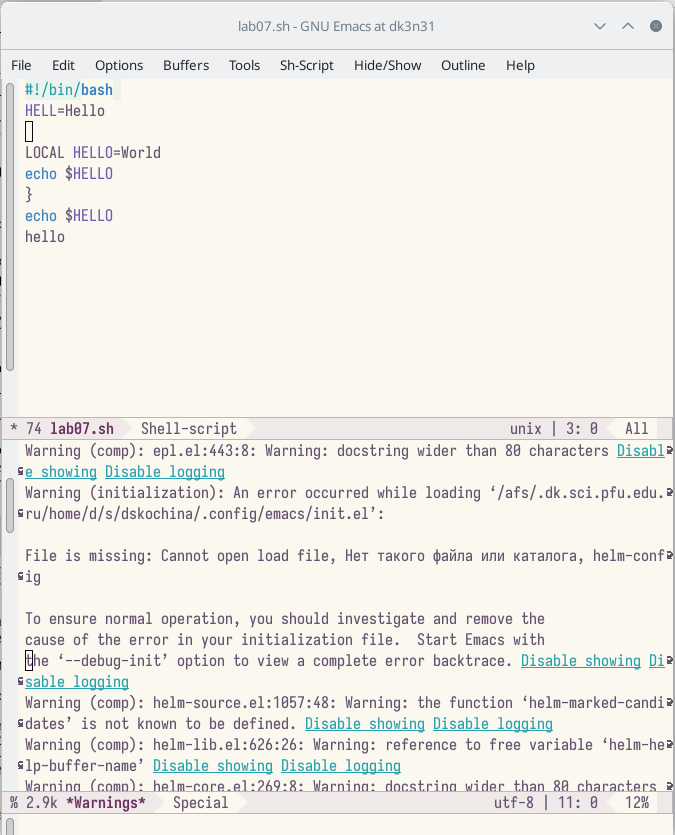 lab07.sh - GNU Emacs at dk3n31
File Edit Options Buffers Tools Sh-Script Hide/Show Outline Help
#!/bin/bash
HELL=Hello
LOCAL HELLO=World
echo $HELLO
}
echo $HELLO
hello
* 74 lab07.sh Shell-script unix | 3: 0 All
Warning (comp): epl.el:443:8: Warning: docstring wider than 80 characters Disabl
e showing Disable logging
Warning (initialization): An error occurred while loading ‘/afs/.dk.sci.pfu.edu.
ru/home/d/s/dskochina/.config/emacs/init.el’:
File is missing: Cannot open load file, Нет такого файла или каталога, helm-conf
ig
To ensure normal operation, you should investigate and remove the
cause of the error in your initialization file.  Start Emacs with
the ‘--debug-init’ option to view a complete error backtrace. Disable showing Di
sable logging
Warning (comp): helm-source.el:1057:48: Warning: the function ‘helm-marked-candi
dates’ is not known to be defined. Disable showing Disable logging
Warning (comp): helm-lib.el:626:26: Warning: reference to free variable ‘helm-he
lp-buffer-name’ Disable showing Disable logging
Warning (comp): helm-core.el:269:8: Warning: docstring wider than 80 characters
% 2.9k *Warnings* Special utf-8 | 11: 0 12%